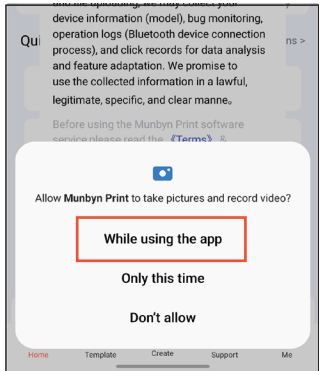 and file uploading, we may collect your
device information (model), bug monitoring,
operation logs (Bluetooth device connection
process), and click records for data analysis
and feature adaptation. We promise to
use the collected information in a lawful,
legitimate, specific, and clear manne。
Qui
ns >
Before using the Munbyn Print software
service please read the 《Terms》 &
Allow Munbyn Print to take pictures and record video?
While using the app
Only this time
Don't allow
Home Template Create Support Me